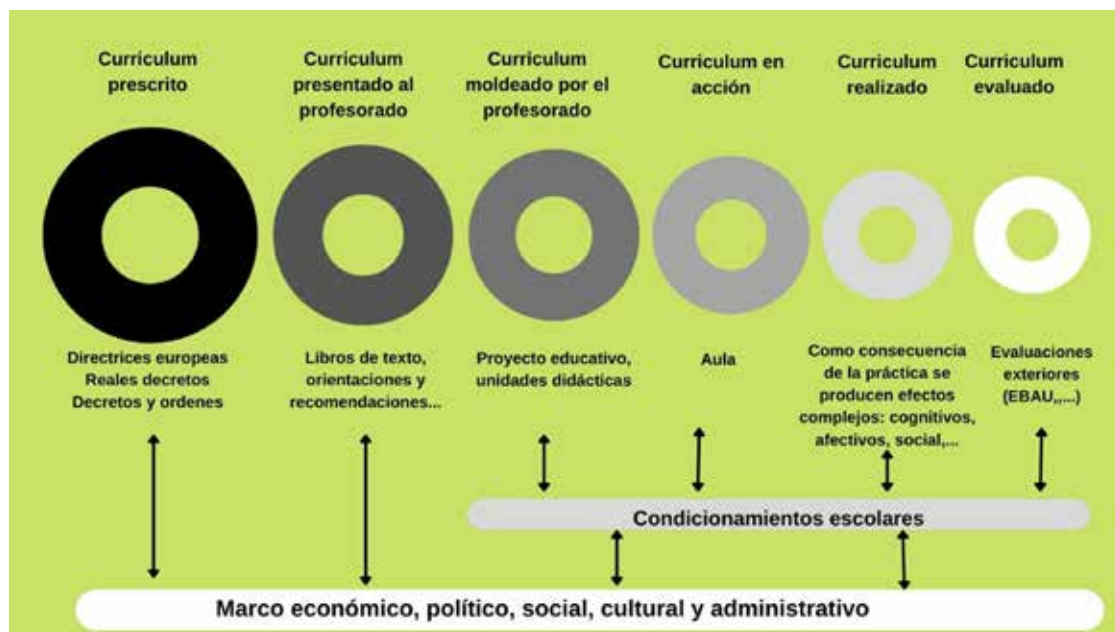 Curriculum
prescrito
Curriculum
presentado al
profesorado
Curriculum
moldeado por el
profesorado
Curriculum en
acción
Curriculum
realizado
Curriculum
evaluado
Directrices europeas
Reales decretos
Decretos y ordenes
Libros de texto,
orientaciones y
recomendaciones...
Proyecto educativo,
unidades didácticas
Aula
Como consecuencia
de la práctica se
producen efectos
complejos: cognitivos,
afectivos, social,...
Evaluaciones
exteriores
(EBAU,,...)
Condicionamientos escolares
Marco económico, político, social, cultural y administrativo